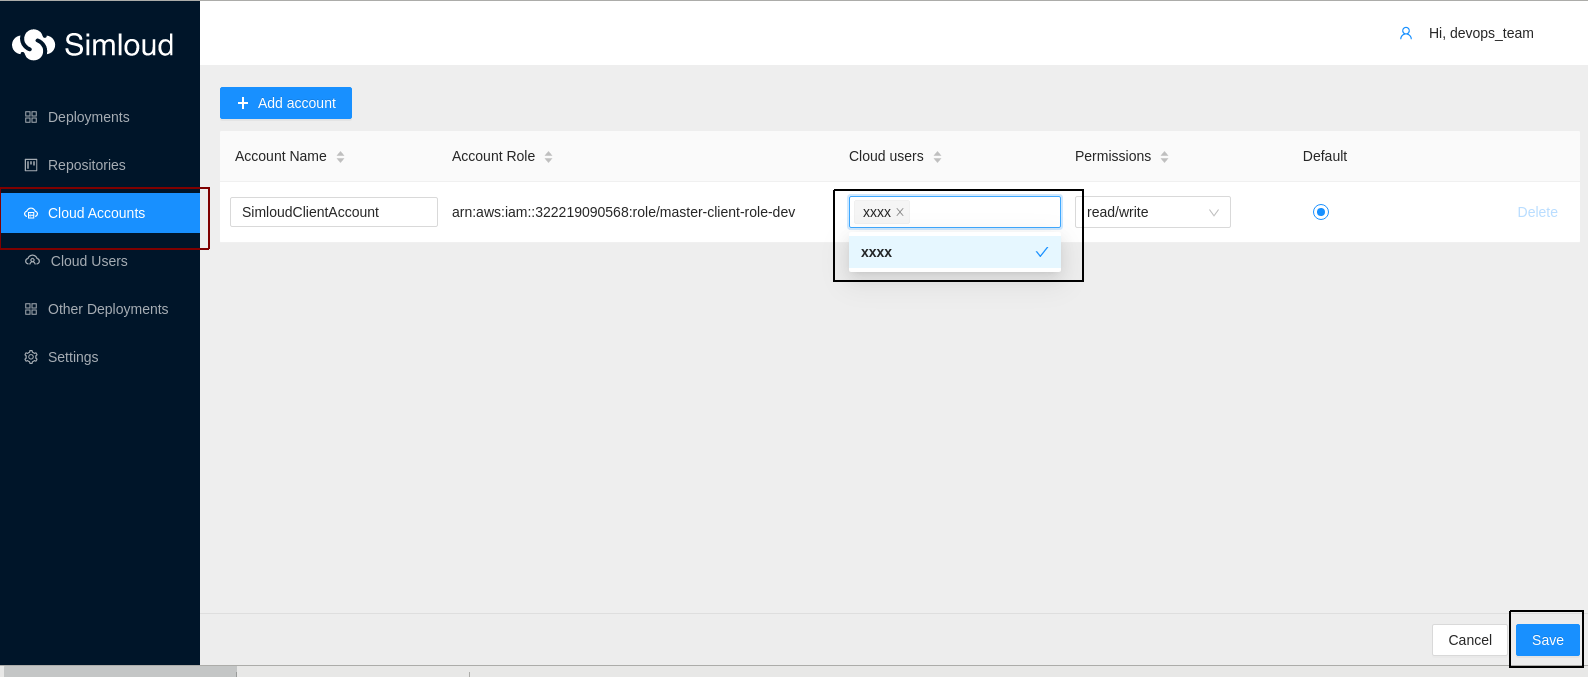 Simloud
Hi, devops_team
Deployments
Repositories
Cloud Accounts
Cloud Users
Other Deployments
Settings
Add account
Account Name Account Role Cloud users Permissions Default
SimloudClientAccount arn:aws:iam::322219090568:role/master-client-role-dev xxxx read/write Delete
xxxx
Cancel Save